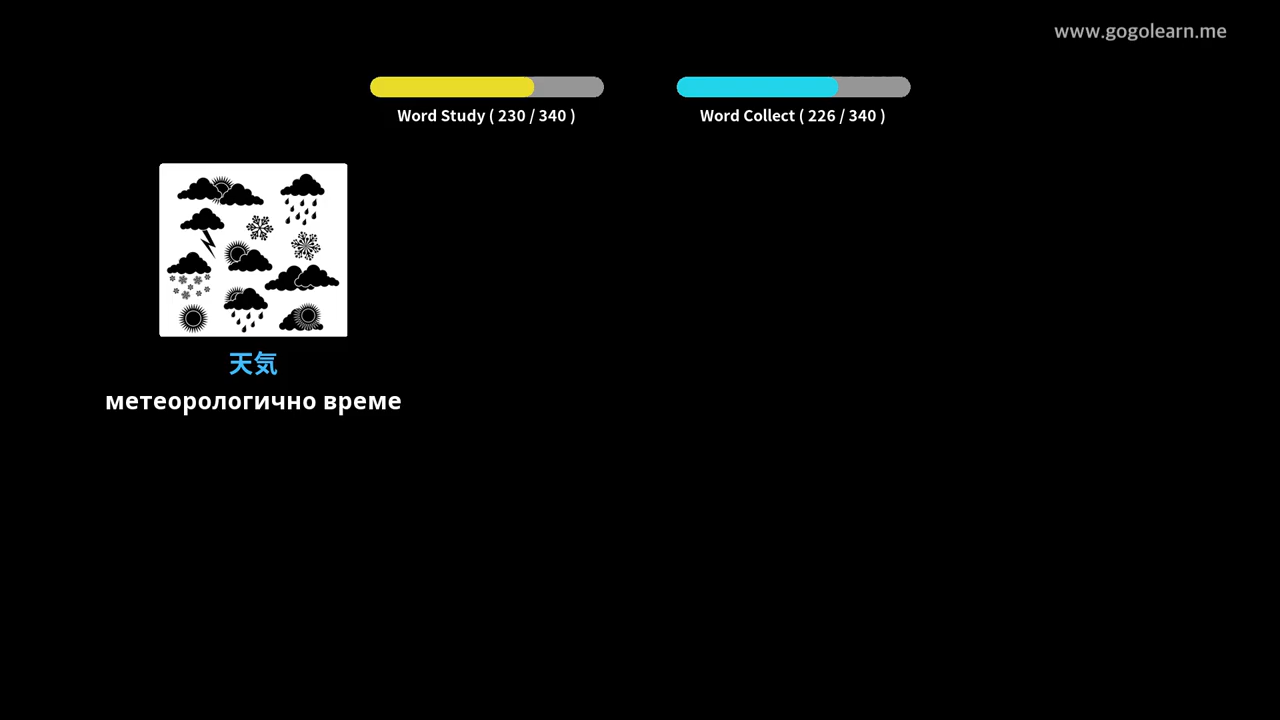 www.gogolearn.me
Word Study ( 230 / 340 )
Word Collect ( 226 / 340 )
天気
метеорологично време